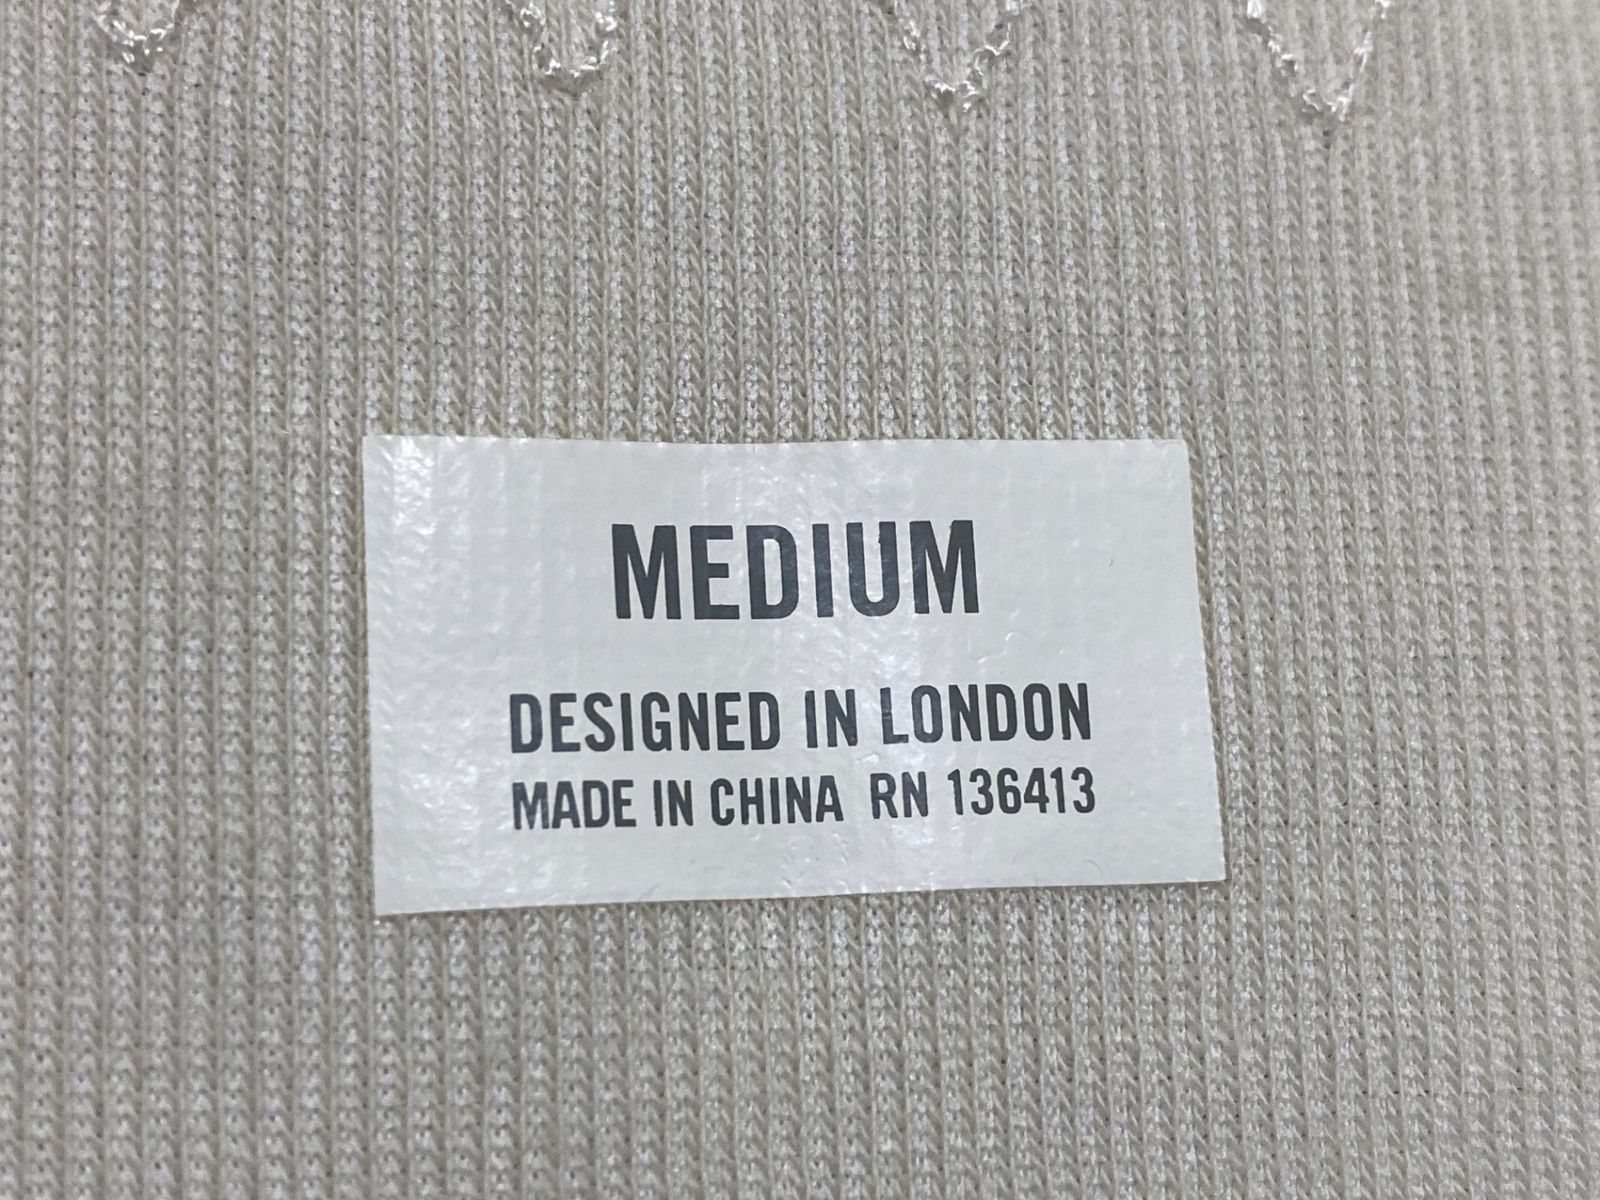 MEDIUM
DESIGNED IN LONDON
MADE IN CHINA RN 136413